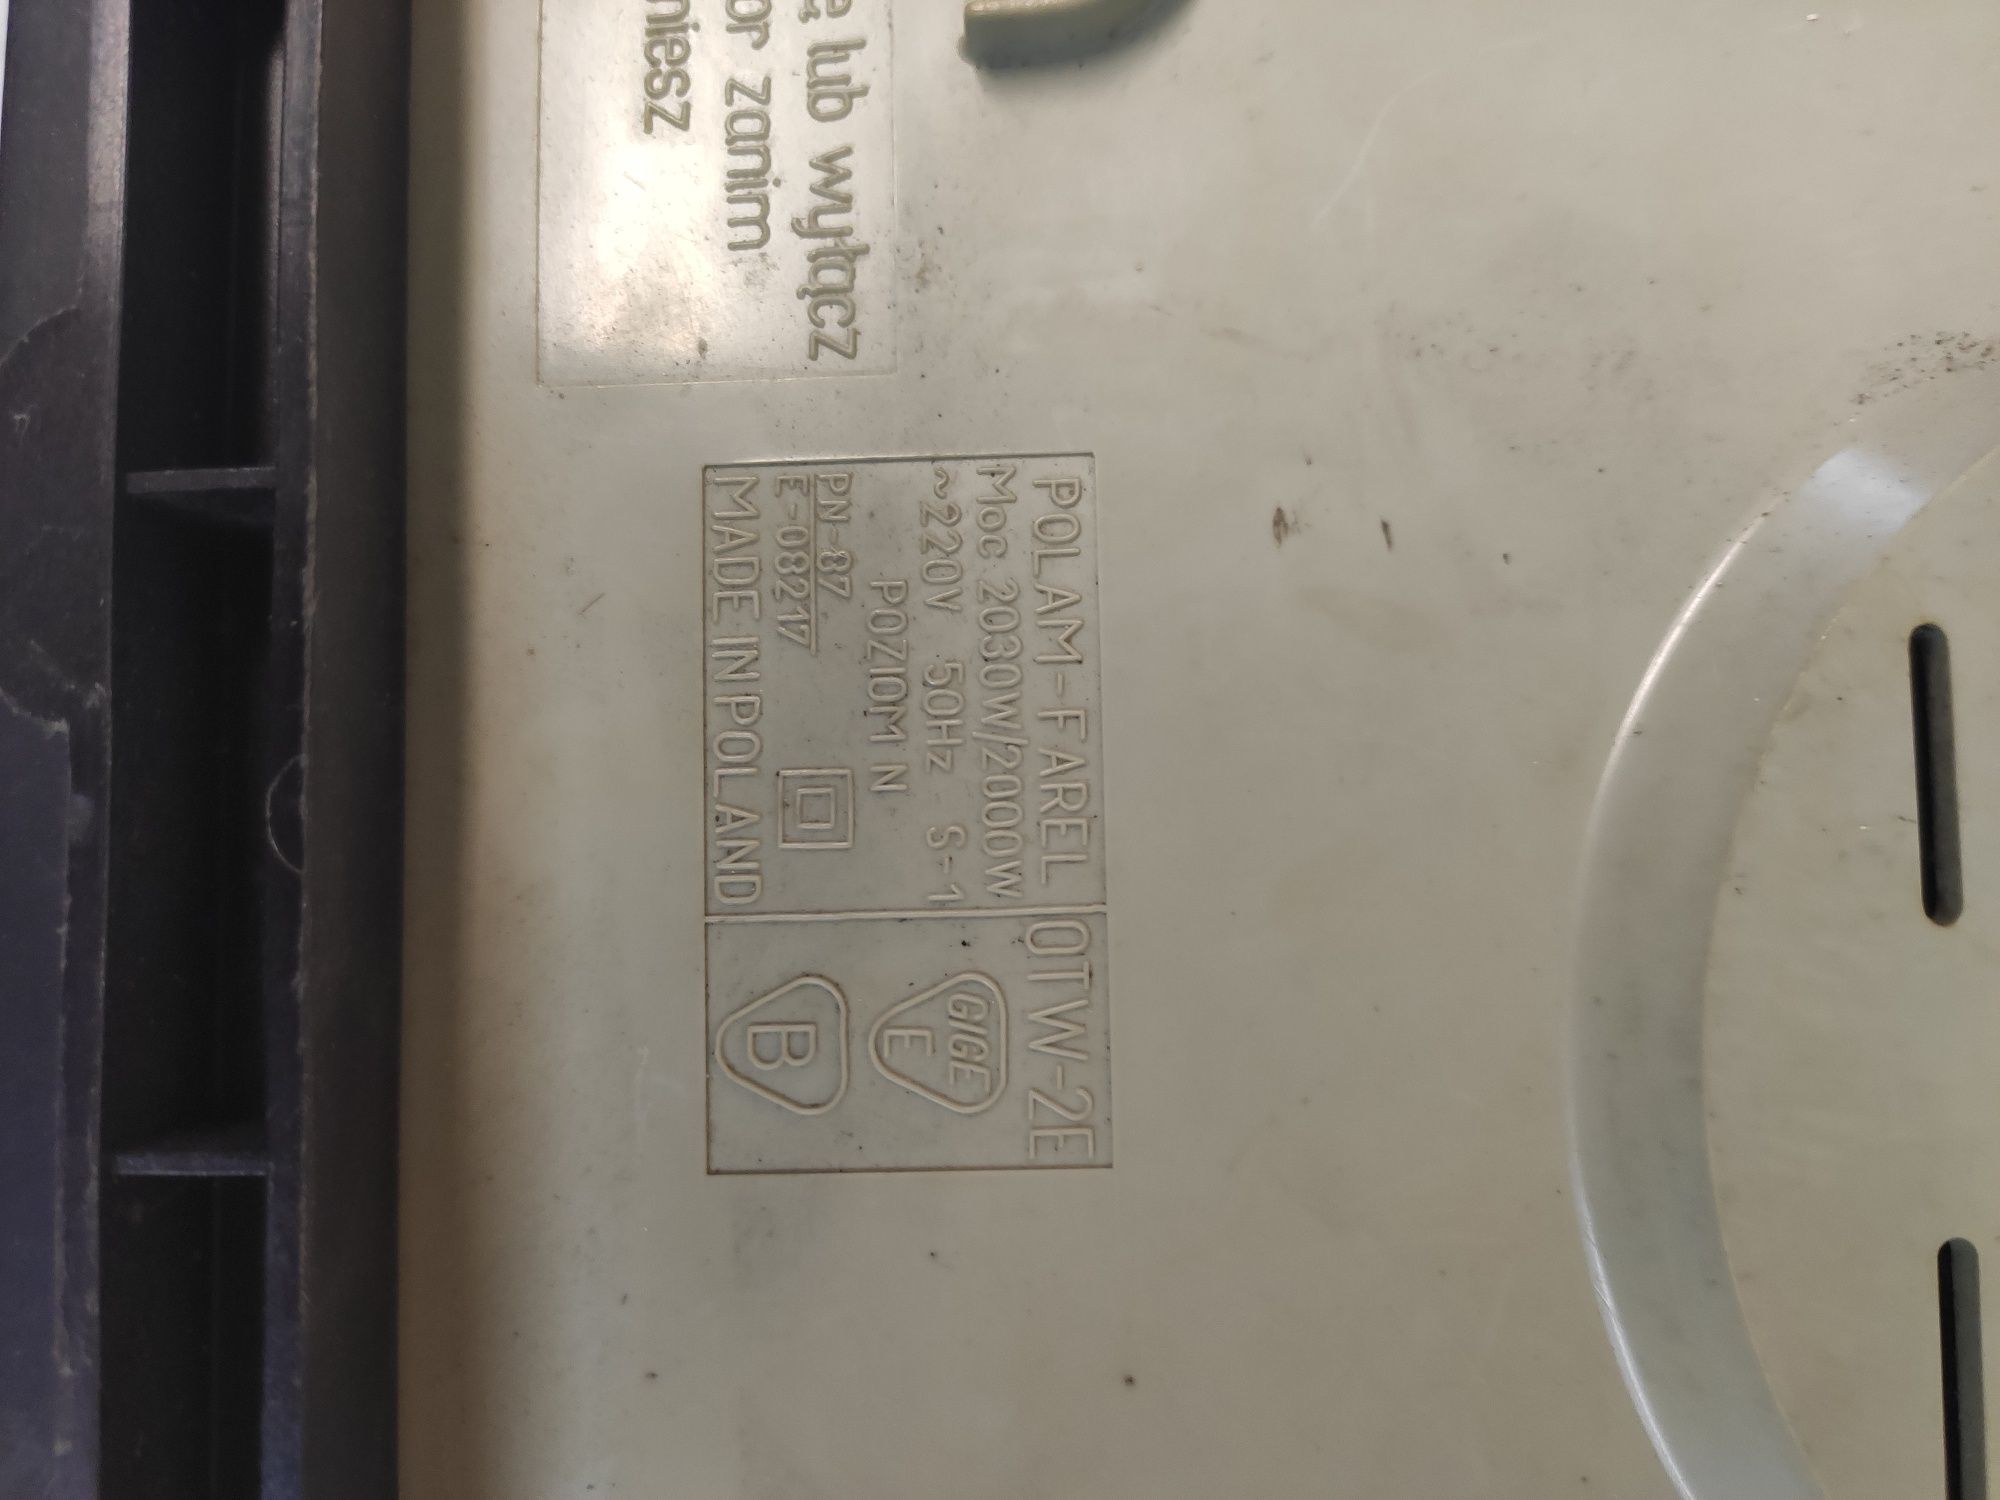 ę lub wyłącz
or zanim
niesz
POLAM-FAREL
Moc 2030W/2000W
~220V 50Hz S-1
POZIOM N
PN-87
E-08217
MADE IN POLAND
OTW-2E
GIGE
E
B